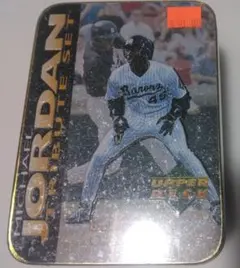 MICHAEL
JORDAN
TRIBUTE SET
Barons
45
UPPER
DECK